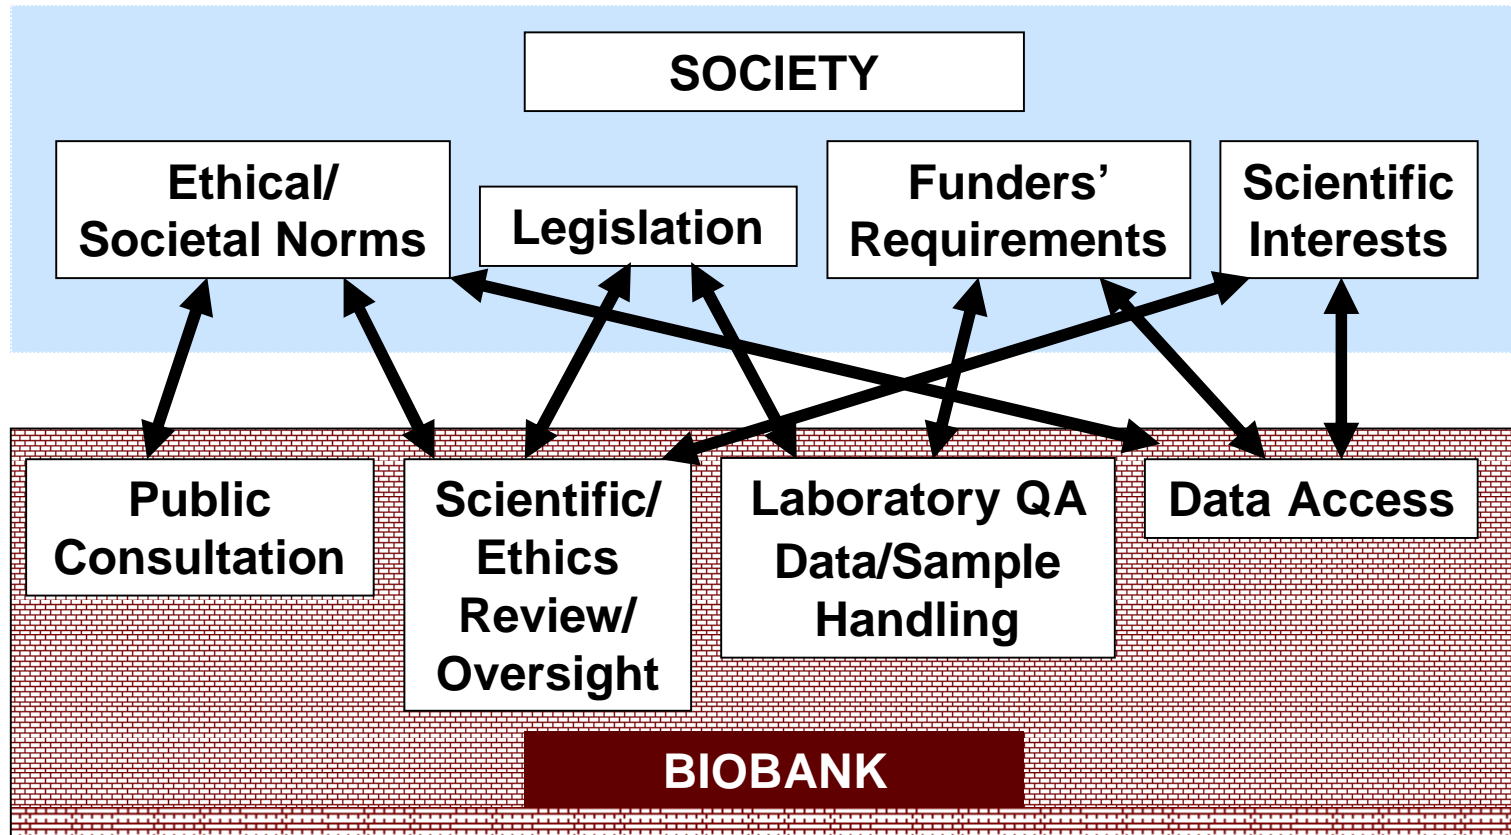 SOCIETY
Ethical/
Societal Norms
Legislation
Funders’
Requirements
Scientific
Interests
Public
Consultation
Scientific/
Ethics
Review/
Oversight
Laboratory QA
Data/Sample
Handling
Data Access
BIOBANK